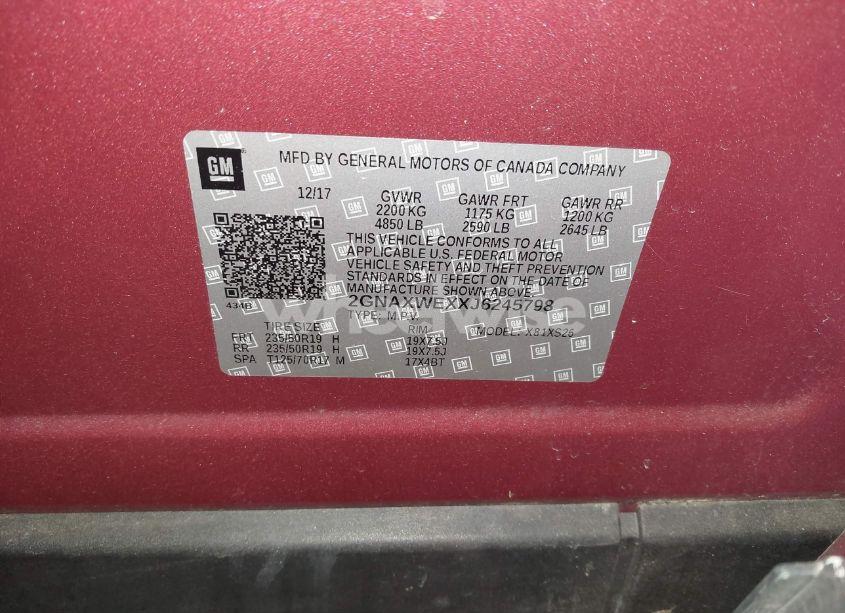 GM MFD BY GENERAL MOTORS OF CANADA COMPANY
12/17 GVWR GAWR FRT GAWR RR
2200 KG 1175 KG 1200 KG
4850 LB 2590 LB 2645 LB
THIS VEHICLE CONFORMS TO ALL
APPLICABLE U.S. FEDERAL MOTOR
VEHICLE SAFETY AND THEFT PREVENTION
STANDARDS IN EFFECT ON THE DATE OF
MANUFACTURE SHOWN ABOVE.
434B 2GNAXWEXXJ6245798
TYPE: M.P.V. MODEL: XB1XS26
TIRE SIZE RIM
FRT 235/50R19 H 19X7.5J
RR 235/50R19 H 19X7.5J
SPA T125/70R17 M 17X4BT